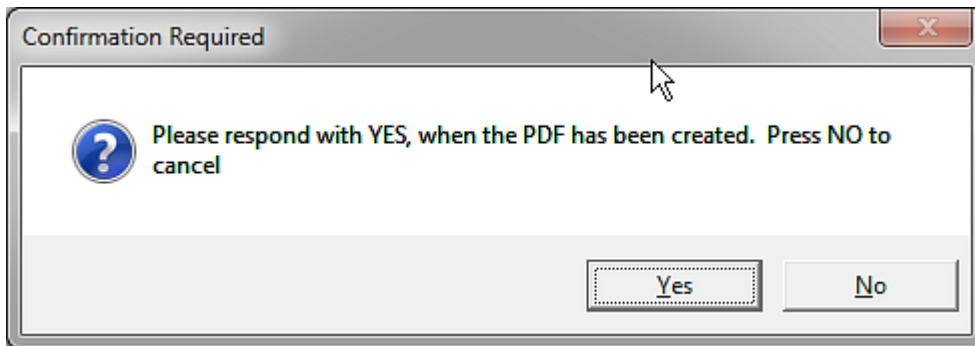 Confirmation Required
Please respond with YES, when the PDF has been created.  Press NO to
cancel
Yes
No